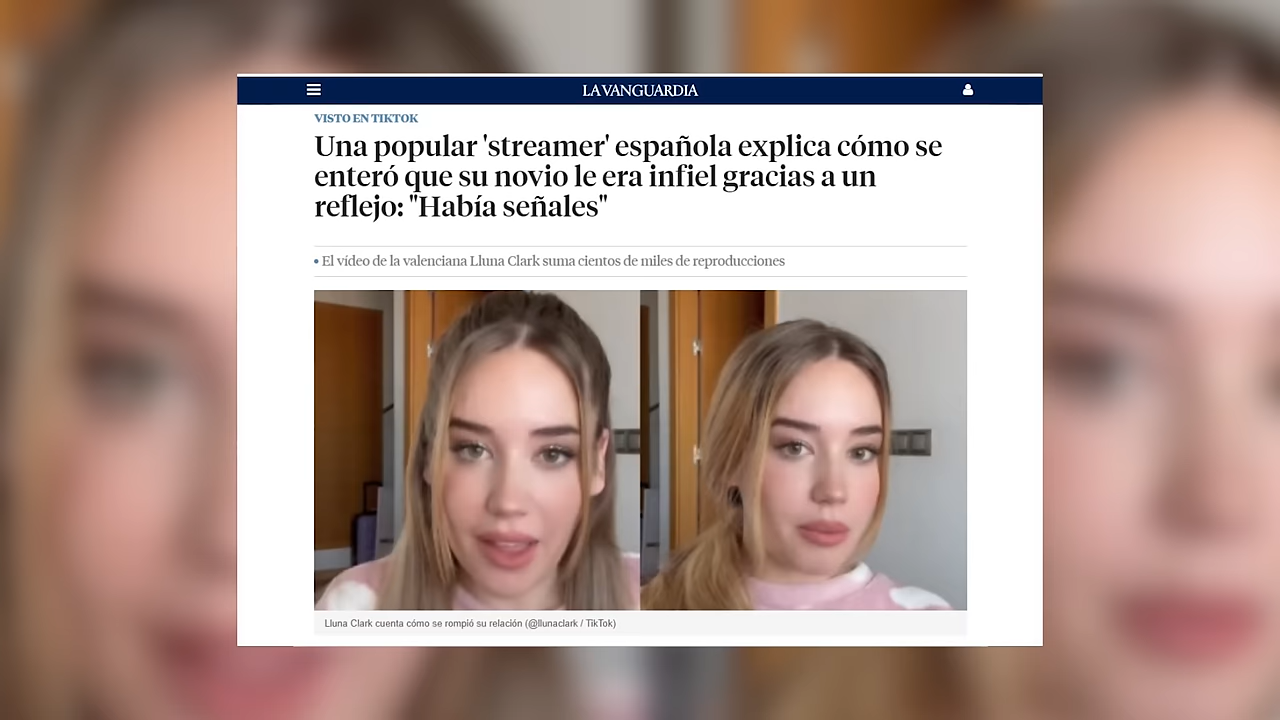 LA VANGUARDIA
VISTO EN TIKTOK
Una popular 'streamer' española explica cómo se
enteró que su novio le era infiel gracias a un
reflejo: "Había señales"
• El vídeo de la valenciana Lluna Clark suma cientos de miles de reproducciones
Lluna Clark cuenta cómo se rompió su relación (@llunaclark / TikTok)